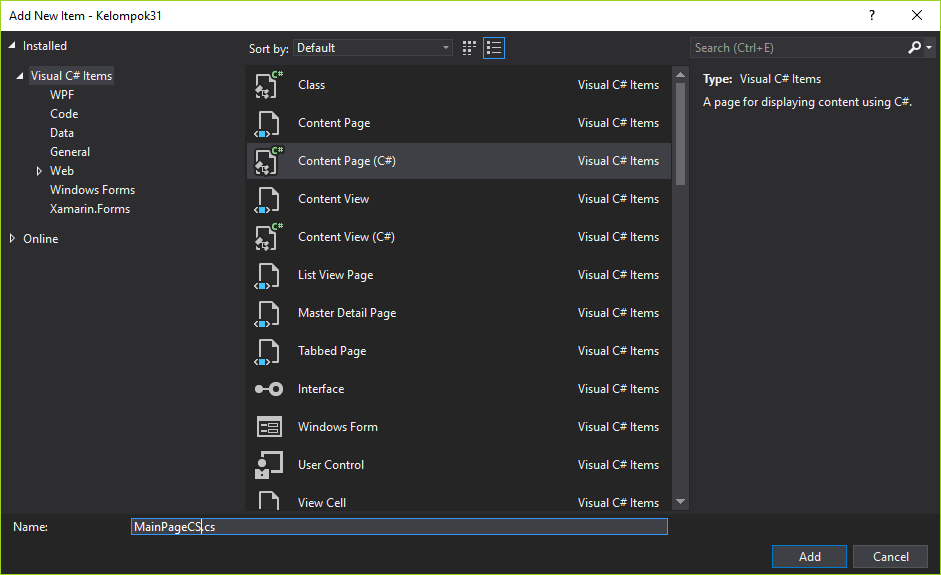 Add New Item - Kelompok31
?
Installed
Sort by: Default
Search (Ctrl+E)
Visual C# Items
WPF
Code
Data
General
Web
Windows Forms
Xamarin.Forms
Online
C# Class Visual C# Items
Content Page Visual C# Items
C# Content Page (C#) Visual C# Items
Content View Visual C# Items
C# Content View (C#) Visual C# Items
List View Page Visual C# Items
Master Detail Page Visual C# Items
Tabbed Page Visual C# Items
Interface Visual C# Items
Windows Form Visual C# Items
User Control Visual C# Items
View Cell Visual C# Items
Type: Visual C# Items
A page for displaying content using C#.
Name: MainPageCS.cs
Add Cancel